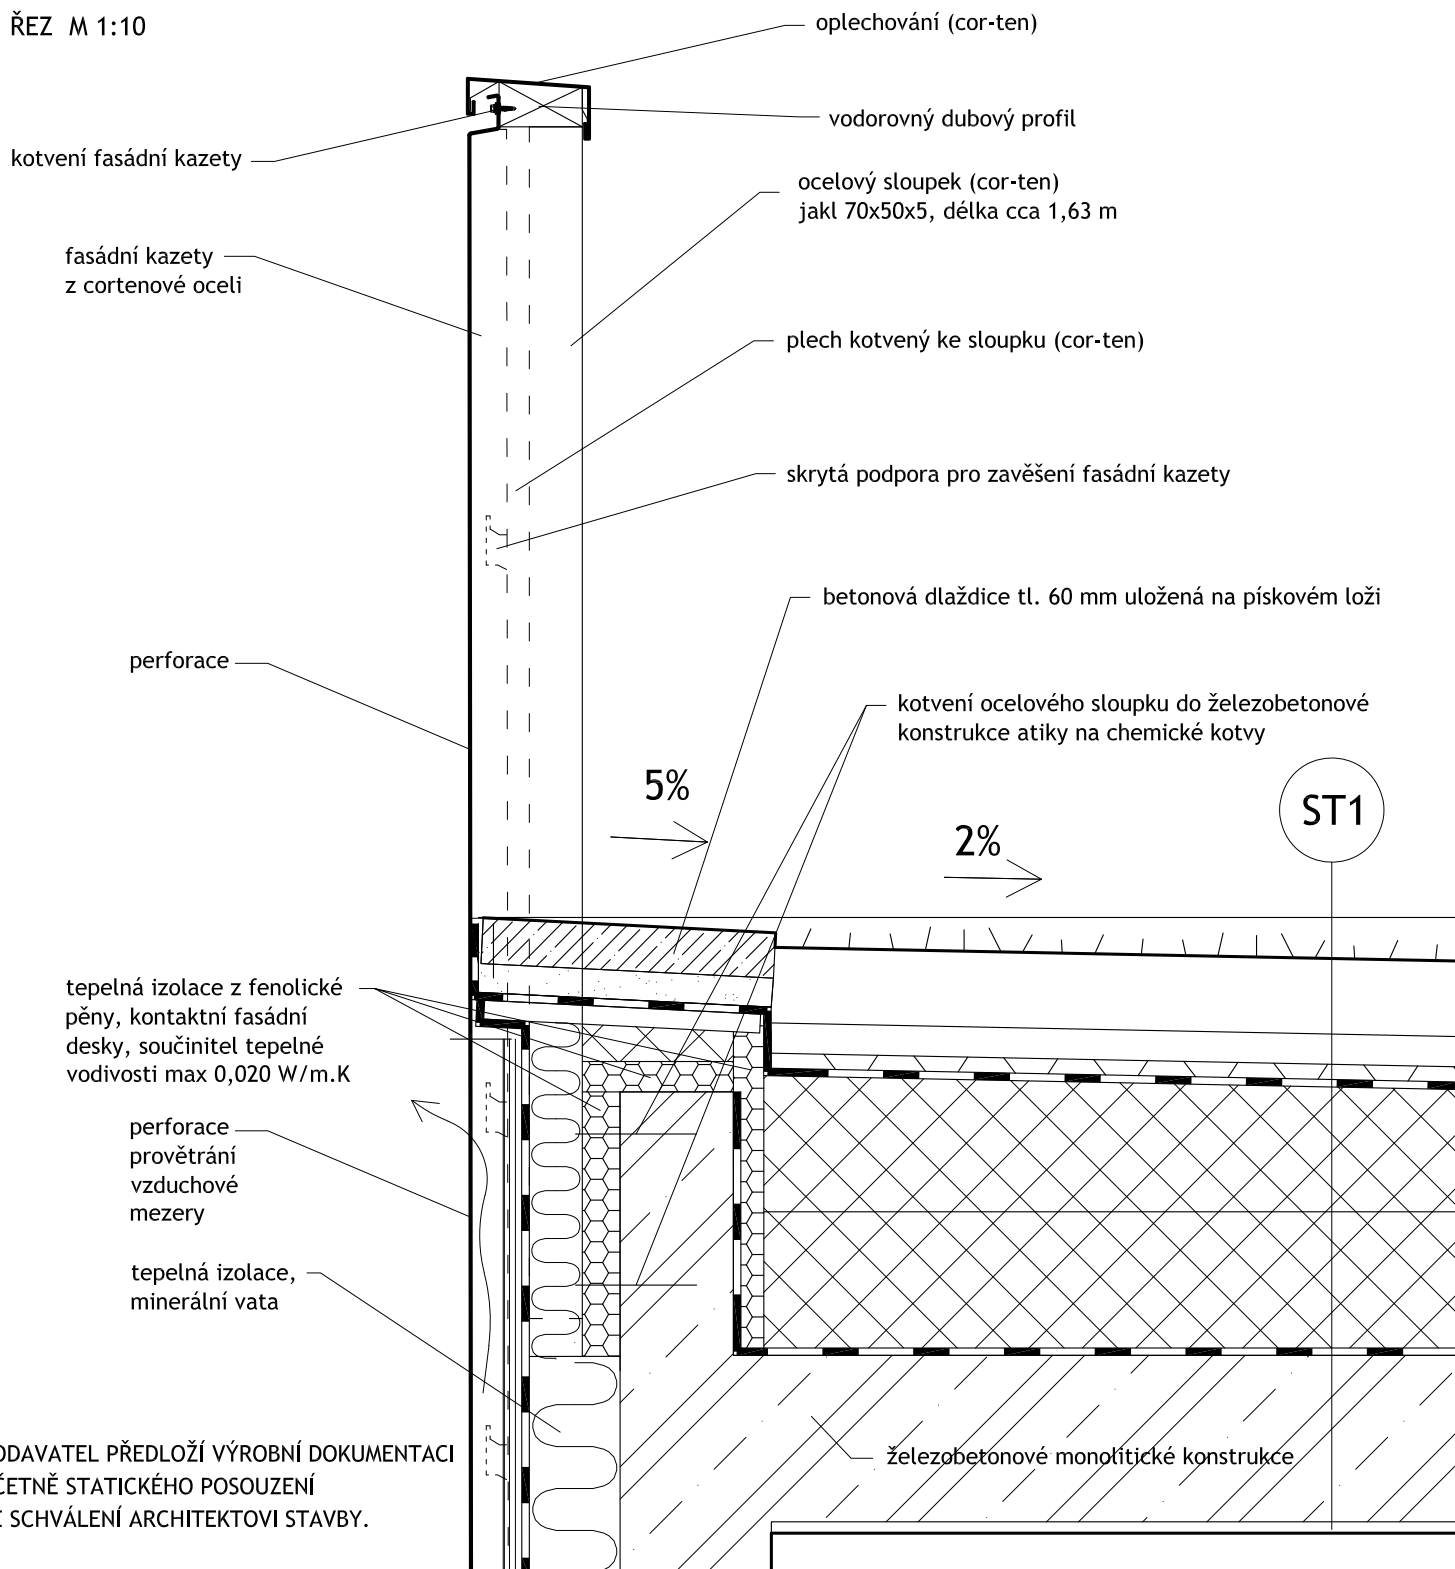 ŘEZ M 1:10
oplechování (cor-ten)
vodorovný dubový profil
kotvení fasádní kazety
ocelový sloupek (cor-ten)
jakl 70x50x5, délka cca 1,63 m
fasádní kazety
z cortenové oceli
plech kotvený ke sloupku (cor-ten)
skrytá podpora pro zavěšení fasádní kazety
betonová dlaždice tl. 60 mm uložená na pískovém loži
perforace
kotvení ocelového sloupku do železobetonové
konstrukce atiky na chemické kotvy
5%
2%
ST1
tepelná izolace z fenolické
pěny, kontaktní fasádní
desky, součinitel tepelné
vodivosti max 0,020 W/m.K
perforace
provětrání
vzduchové
mezery
tepelná izolace,
minerální vata
železobetonové monolitické konstrukce
ODAVATEL PŘEDLOŽÍ VÝROBNÍ DOKUMENTACI
ČETNĚ STATICKÉHO POSOUZENÍ
E SCHVÁLENÍ ARCHITEKTOVI STAVBY.